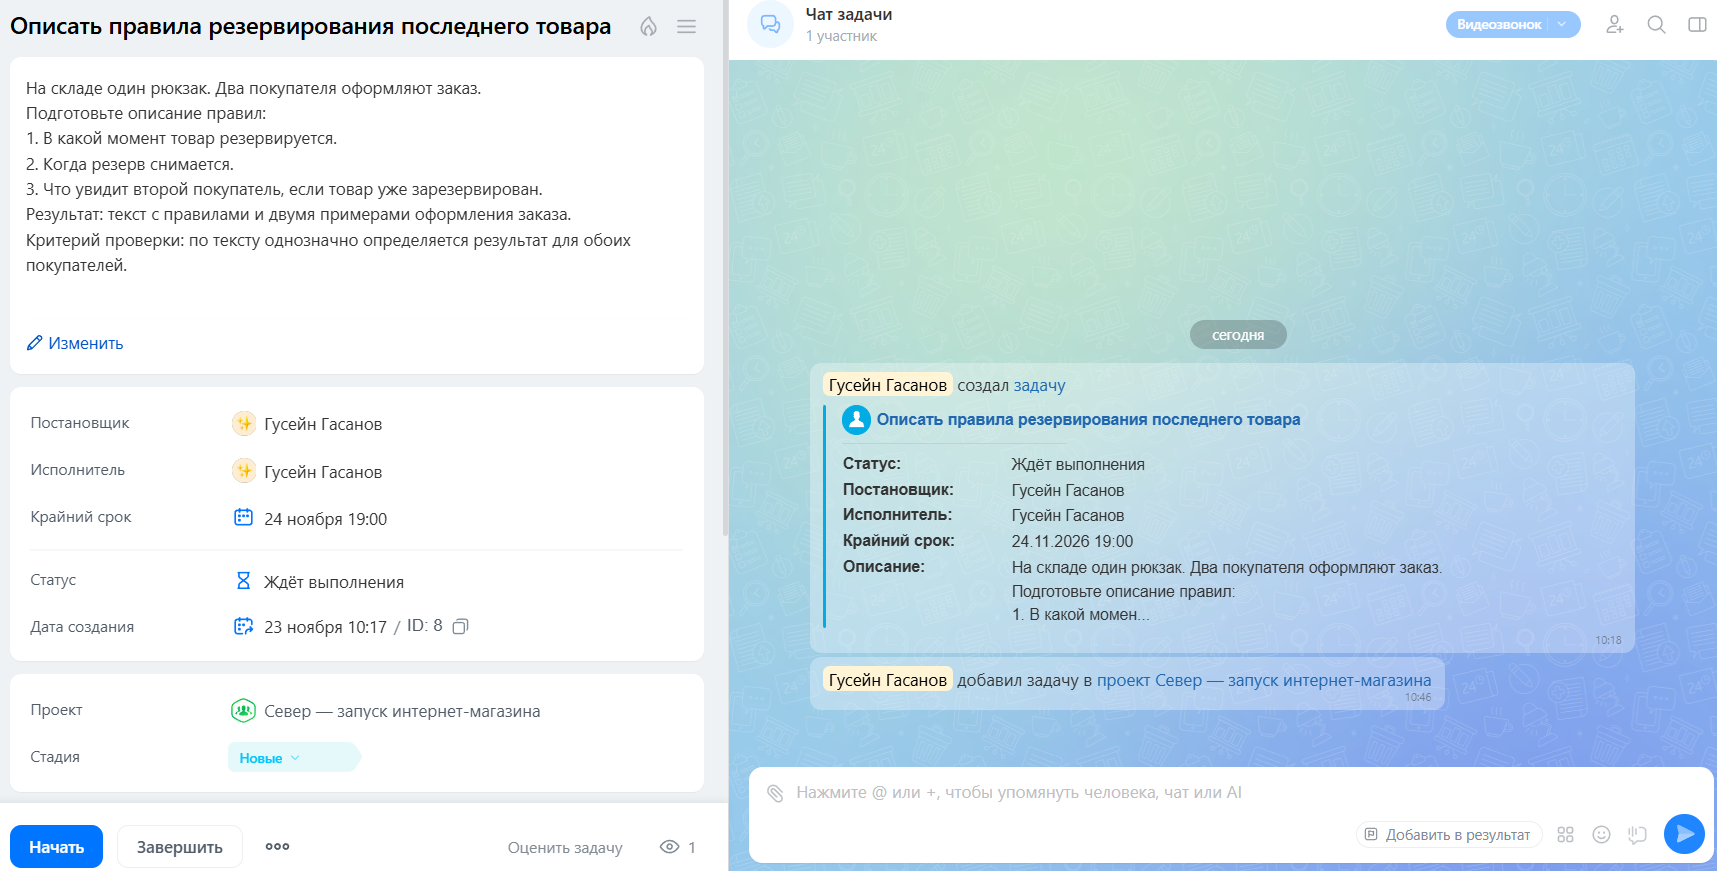 Описать правила резервирования последнего товара
На складе один рюкзак. Два покупателя оформляют заказ.
Подготовьте описание правил:
1. В какой момент товар резервируется.
2. Когда резерв снимается.
3. Что увидит второй покупатель, если товар уже зарезервирован.
Результат: текст с правилами и двумя примерами оформления заказа.
Критерий проверки: по тексту однозначно определяется результат для обоих
покупателей.
Изменить
Постановщик Гусейн Гасанов
Исполнитель Гусейн Гасанов
Крайний срок 24 ноября 19:00
Статус Ждёт выполнения
Дата создания 23 ноября 10:17 / ID: 8
Проект Север — запуск интернет-магазина
Стадия Новые
Начать Завершить Оценить задачу 1
Чат задачи
1 участник
Видеозвонок
сегодня
Гусейн Гасанов создал задачу
Описать правила резервирования последнего товара
Статус: Ждёт выполнения
Постановщик: Гусейн Гасанов
Исполнитель: Гусейн Гасанов
Крайний срок: 24.11.2026 19:00
Описание: На складе один рюкзак. Два покупателя оформляют заказ.
Подготовьте описание правил:
1. В какой момен...
10:18
Гусейн Гасанов добавил задачу в проект Север — запуск интернет-магазина
10:46
Нажмите @ или +, чтобы упомянуть человека, чат или AI
Добавить в результат